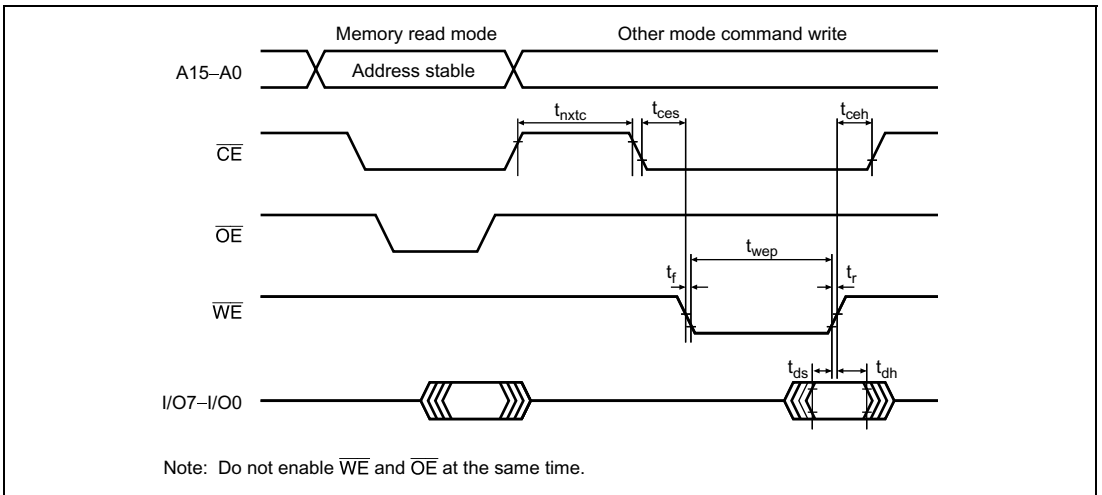 Memory read mode Other mode command write
A15–A0 Address stable
tnxtc tces tceh
CE
OE
twep
tf tr
WE
tds tdh
I/O7–I/O0
Note: Do not enable WE and OE at the same time.